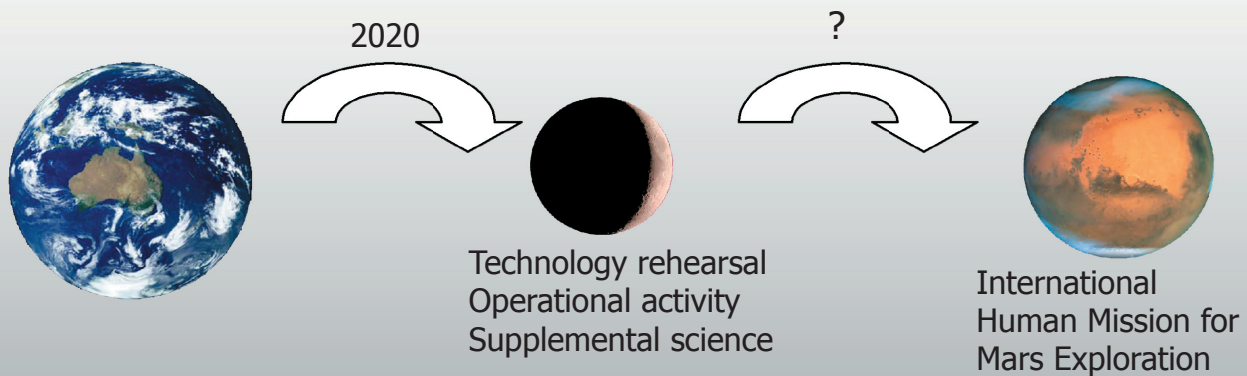 2020
?
Technology rehearsal
Operational activity
Supplemental science
International
Human Mission for
Mars Exploration